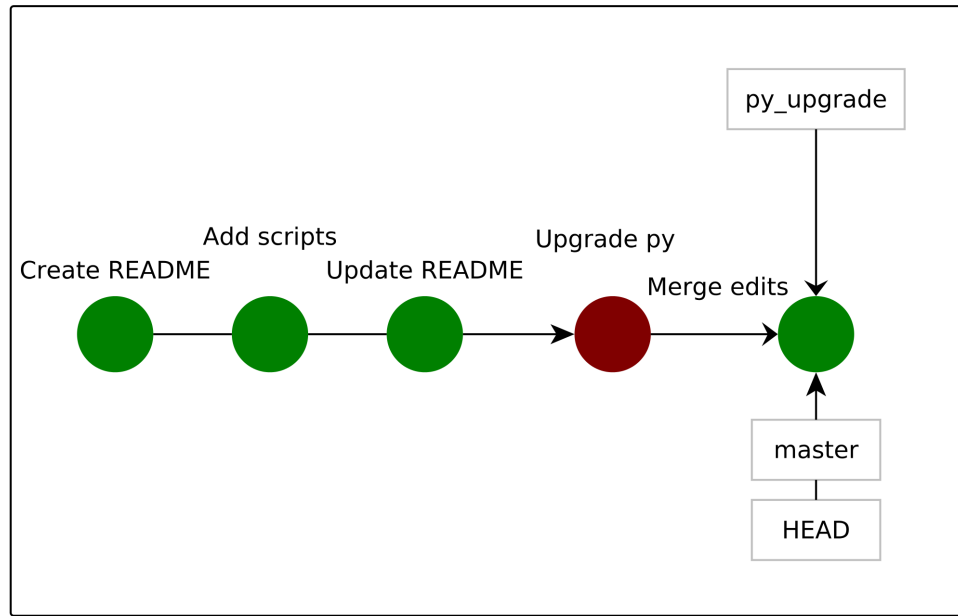 py_upgrade
Add scripts
Upgrade py
Create README
Update README
Merge edits
master
HEAD